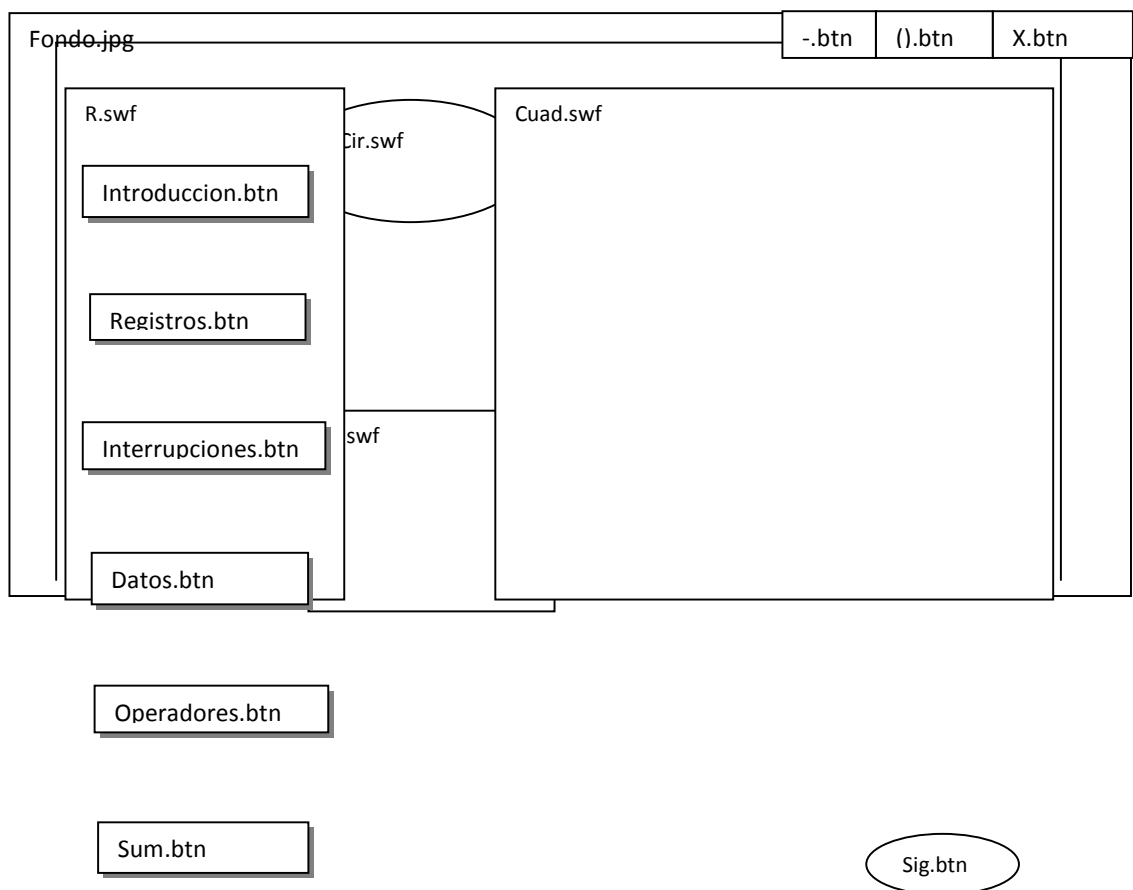 Fondo.jpg
-.btn
().btn
X.btn
R.swf
Cir.swf
Cuad.swf
Introduccion.btn
Registros.btn
Interrupciones.btn
swf
Datos.btn
Operadores.btn
Sum.btn
Sig.btn